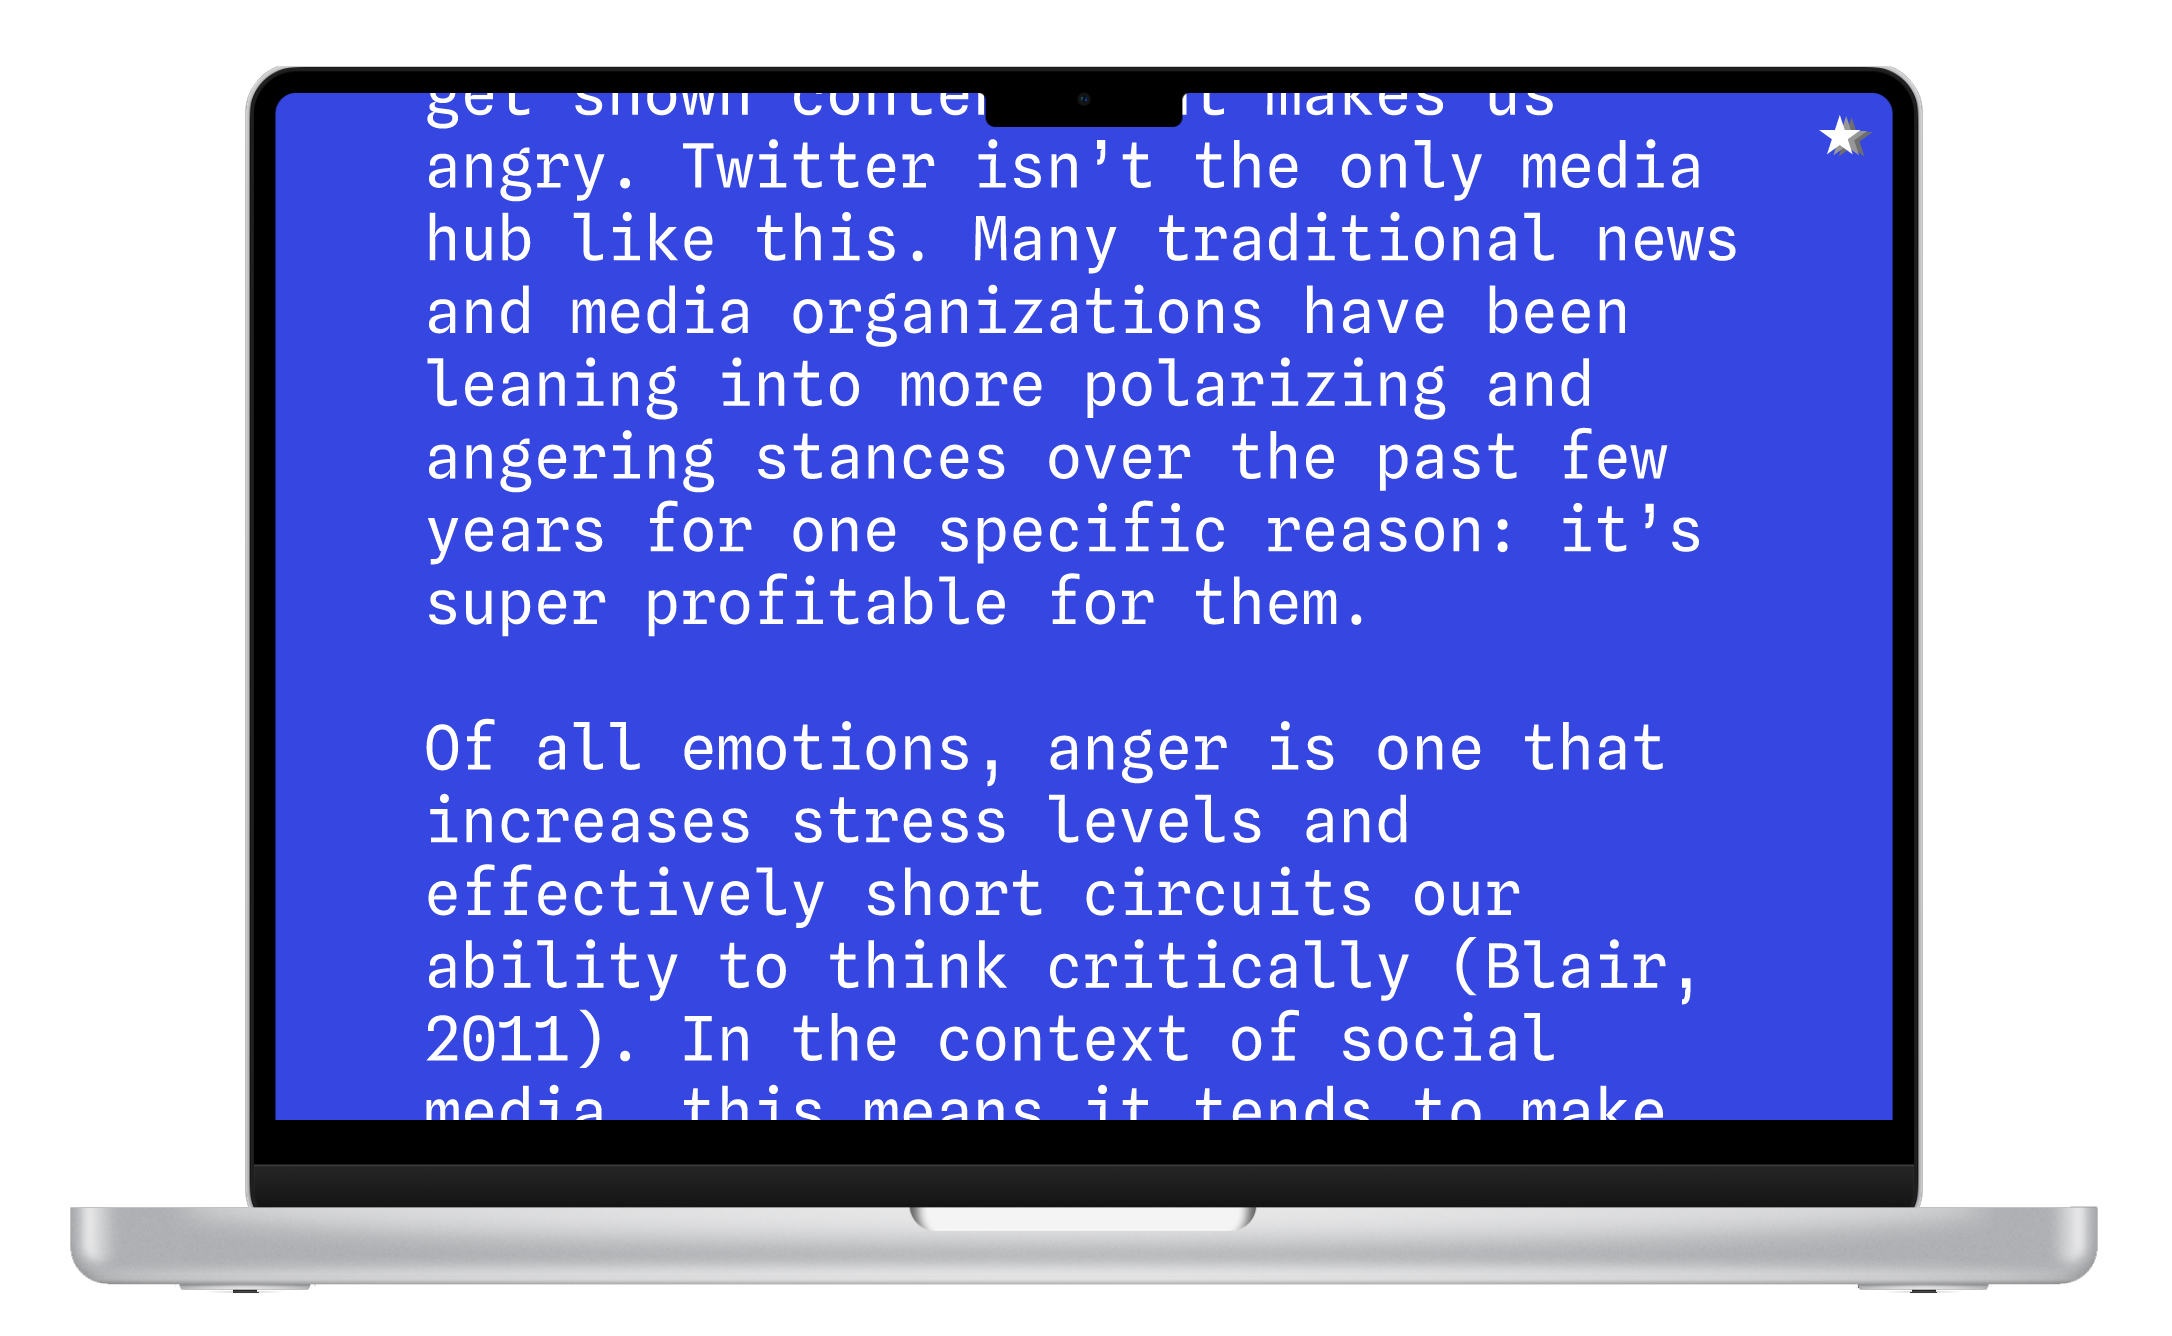 get shown makes us
angry. Twitter isn’t the only media
hub like this. Many traditional news
and media organizations have been
leaning into more polarizing and
angering stances over the past few
years for one specific reason: it’s
super profitable for them.
Of all emotions, anger is one that
increases stress levels and
effectively short circuits our
ability to think critically (Blair,
2011). In the context of social
media, this means it tends to make